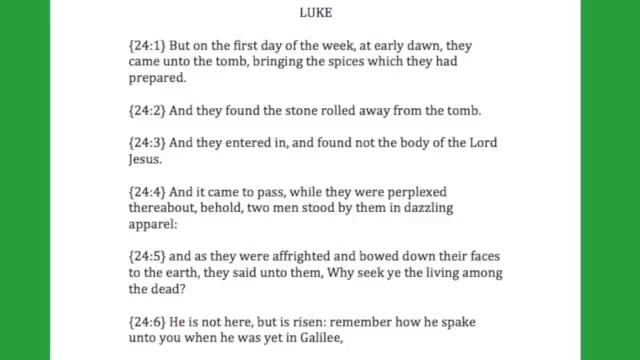 LUKE
{24:1} But on the first day of the week, at early dawn, they
came unto the tomb, bringing the spices which they had
prepared.
{24:2} And they found the stone rolled away from the tomb.
{24:3} And they entered in, and found not the body of the Lord
Jesus.
{24:4} And it came to pass, while they were perplexed
thereabout, behold, two men stood by them in dazzling
apparel:
{24:5} and as they were affrighted and bowed down their faces
to the earth, they said unto them, Why seek ye the living among
the dead?
{24:6} He is not here, but is risen: remember how he spake
unto you when he was yet in Galilee,